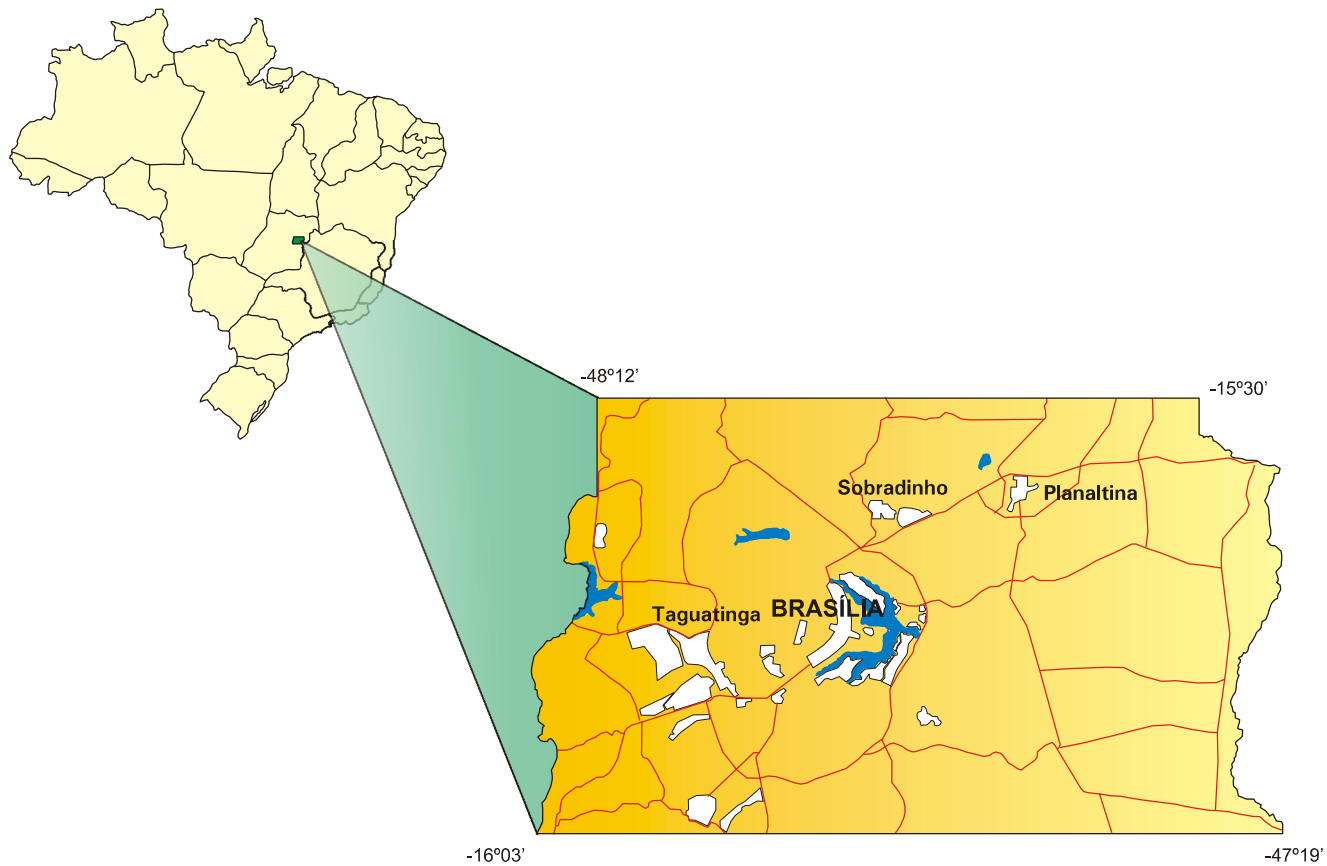 -48º12'
-15º30'
Sobradinho
Planaltina
Taguatinga
BRASÍLIA
-16º03'
-47º19'